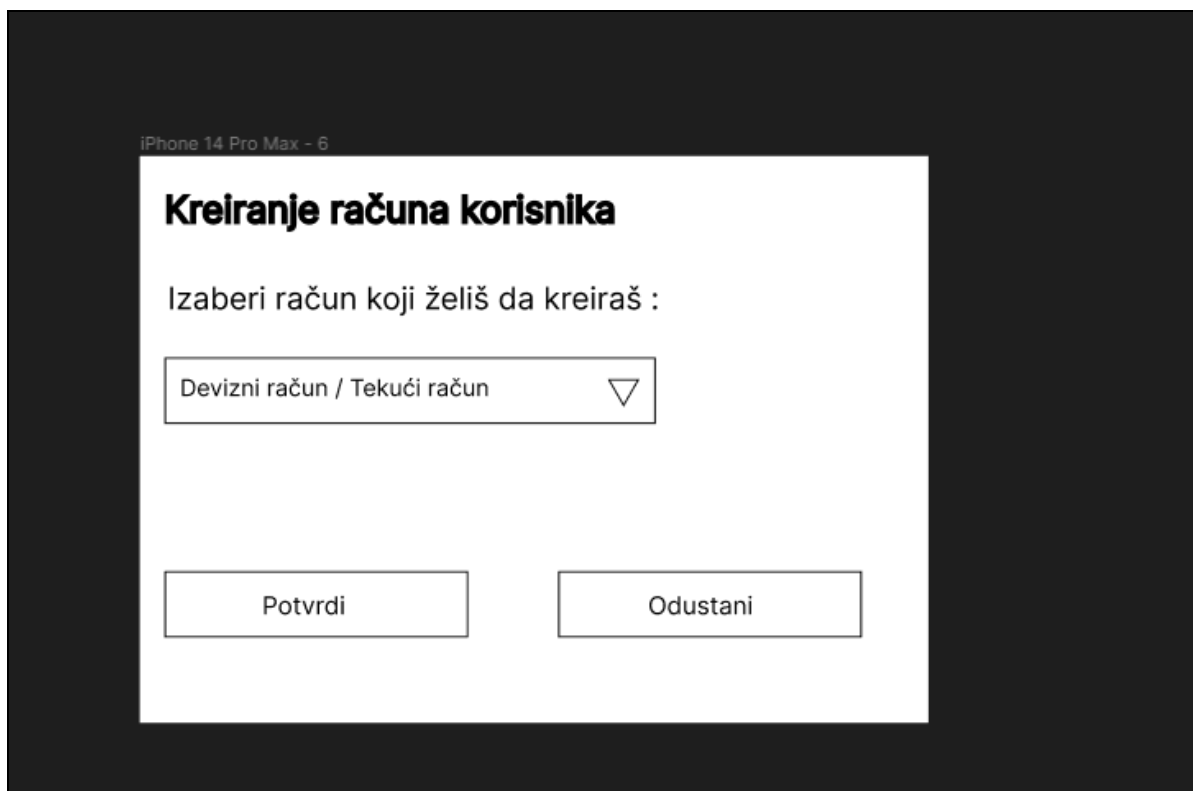 iPhone 14 Pro Max - 6
Kreiranje računa korisnika
Izaberi račun koji želiš da kreiraš :
Devizni račun / Tekući račun
Potvrdi
Odustani